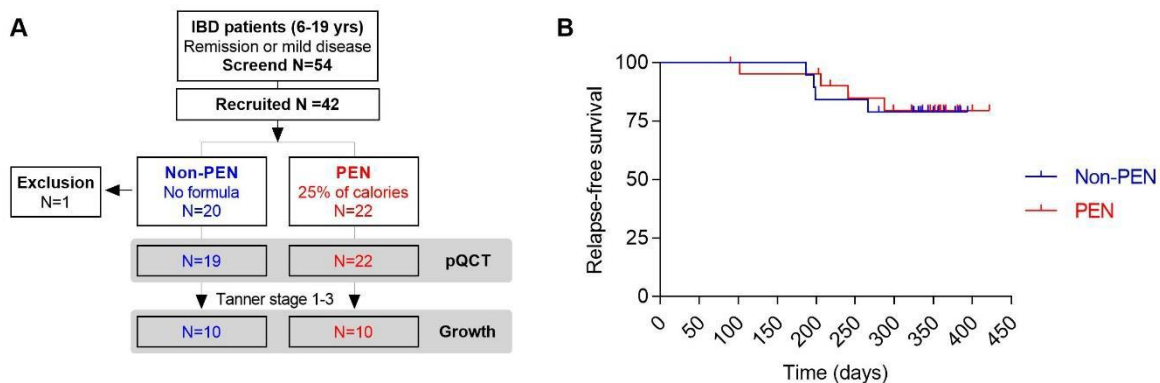 A
IBD patients (6-19 yrs)
Remission or mild disease
Screend N=54
Recruited N =42
Exclusion
N=1
Non-PEN
No formula
N=20
PEN
25% of calories
N=22
N=19
N=22
pQCT
Tanner stage 1-3
N=10
N=10
Growth
B
Relapse-free survival
100
75
50
25
0
0
50
100
150
200
250
300
350
400
450
Time (days)
Non-PEN
PEN